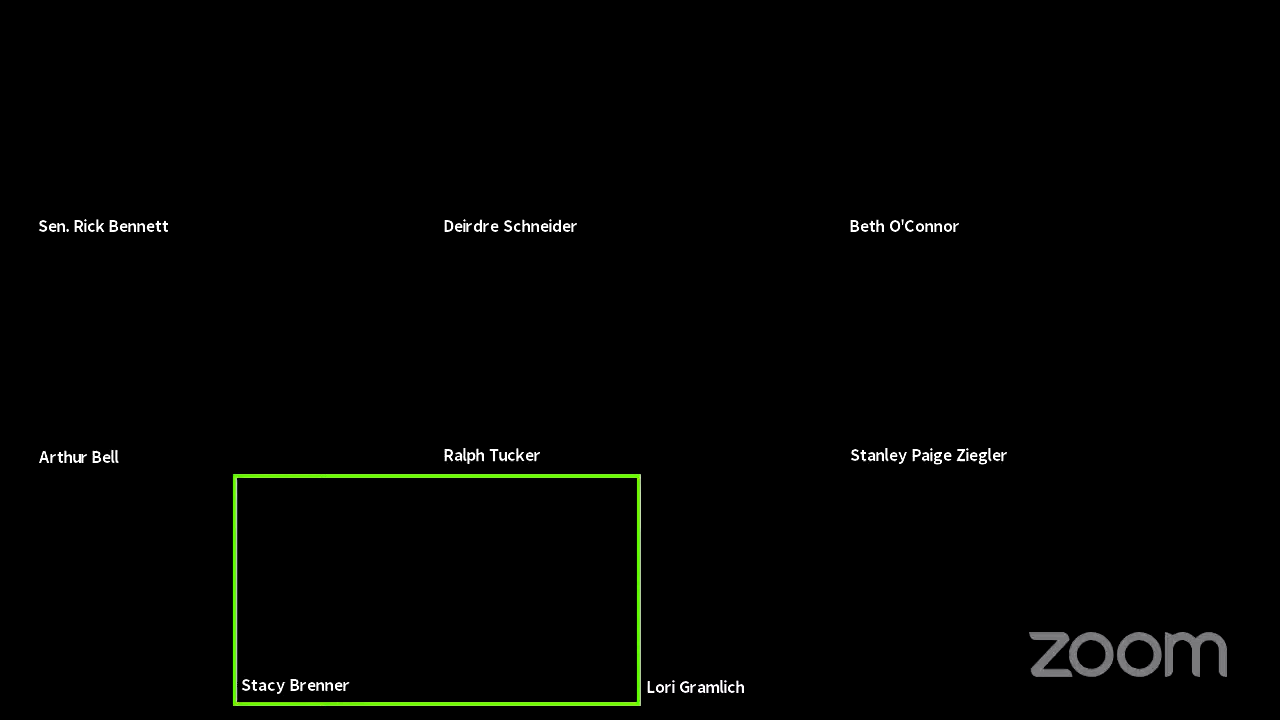 Sen. Rick Bennett
Deirdre Schneider
Beth O'Connor
Arthur Bell
Ralph Tucker
Stanley Paige Ziegler
Stacy Brenner
Lori Gramlich
zoom